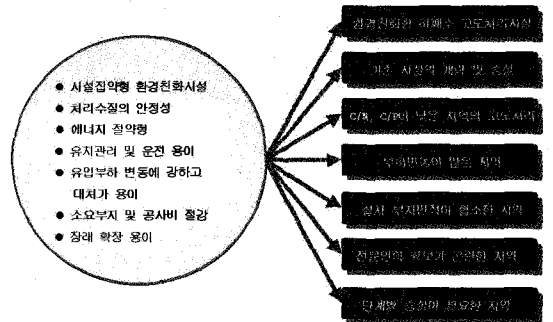 ● 시설집약형 환경친화시설
● 처리수질의 안정성
● 에너지 절약형
● 유지관리 및 운전 용이
● 유입부하 변동에 강하고
대처가 용이
● 소요부지 및 공사비 절감
● 장래 확장 용이
환경친화한 하폐수 고도처리시설
기존 시설의 개량 및 증설
C/N, C/P비 낮은 지역의 고도처리
부하변동이 많은 지역
설치 부지면적이 협소한 지역
전문인력 확보가 곤란한 지역
단계별 증설이 필요한 지역